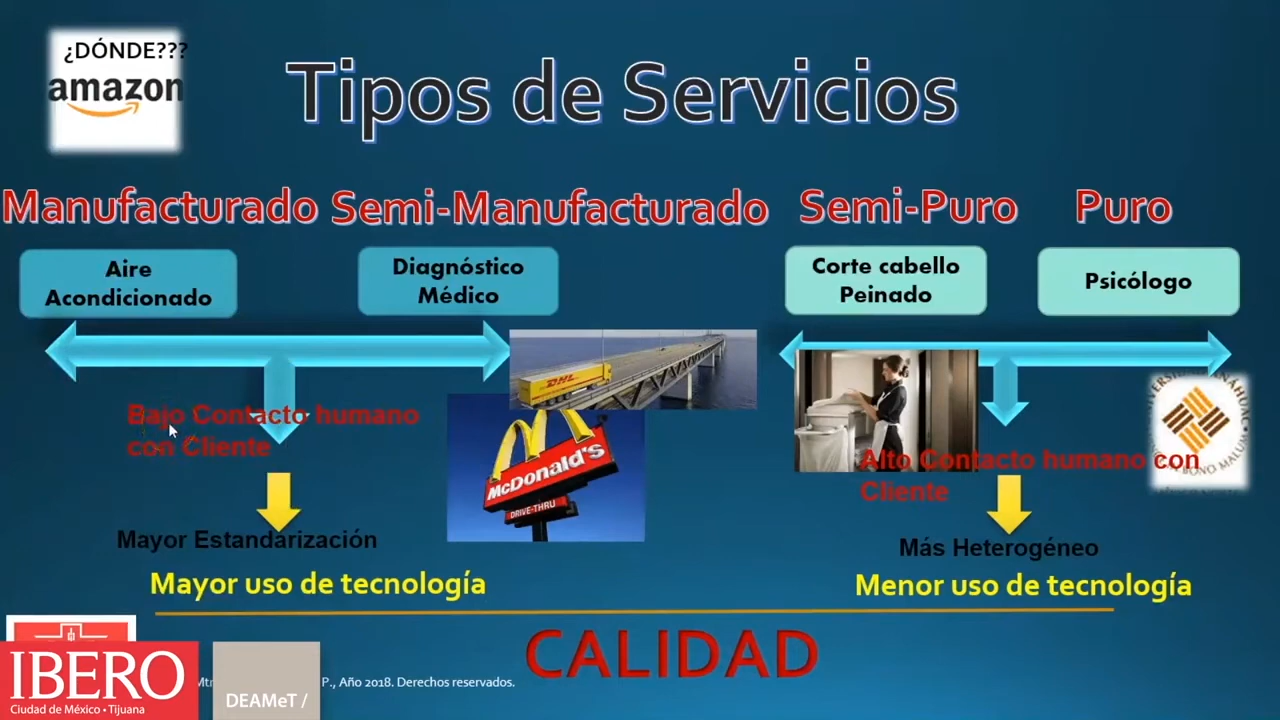 ¿DÓNDE???
amazon
Tipos de Servicios
Manufacturado
Semi-Manufacturado
Semi-Puro
Puro
Aire
Acondicionado
Diagnóstico
Médico
Corte cabello
Peinado
Psicólogo
DHL
Bajo Contacto humano
con Cliente
McDonald's
DRIVE-THRU
Alto Contacto humano con
Cliente
Mayor Estandarización
Más Heterogéneo
Mayor uso de tecnología
Menor uso de tecnología
CALIDAD
IBERO
Ciudad de México • Tijuana
DEAMeT /
P., Año 2018. Derechos reservados.